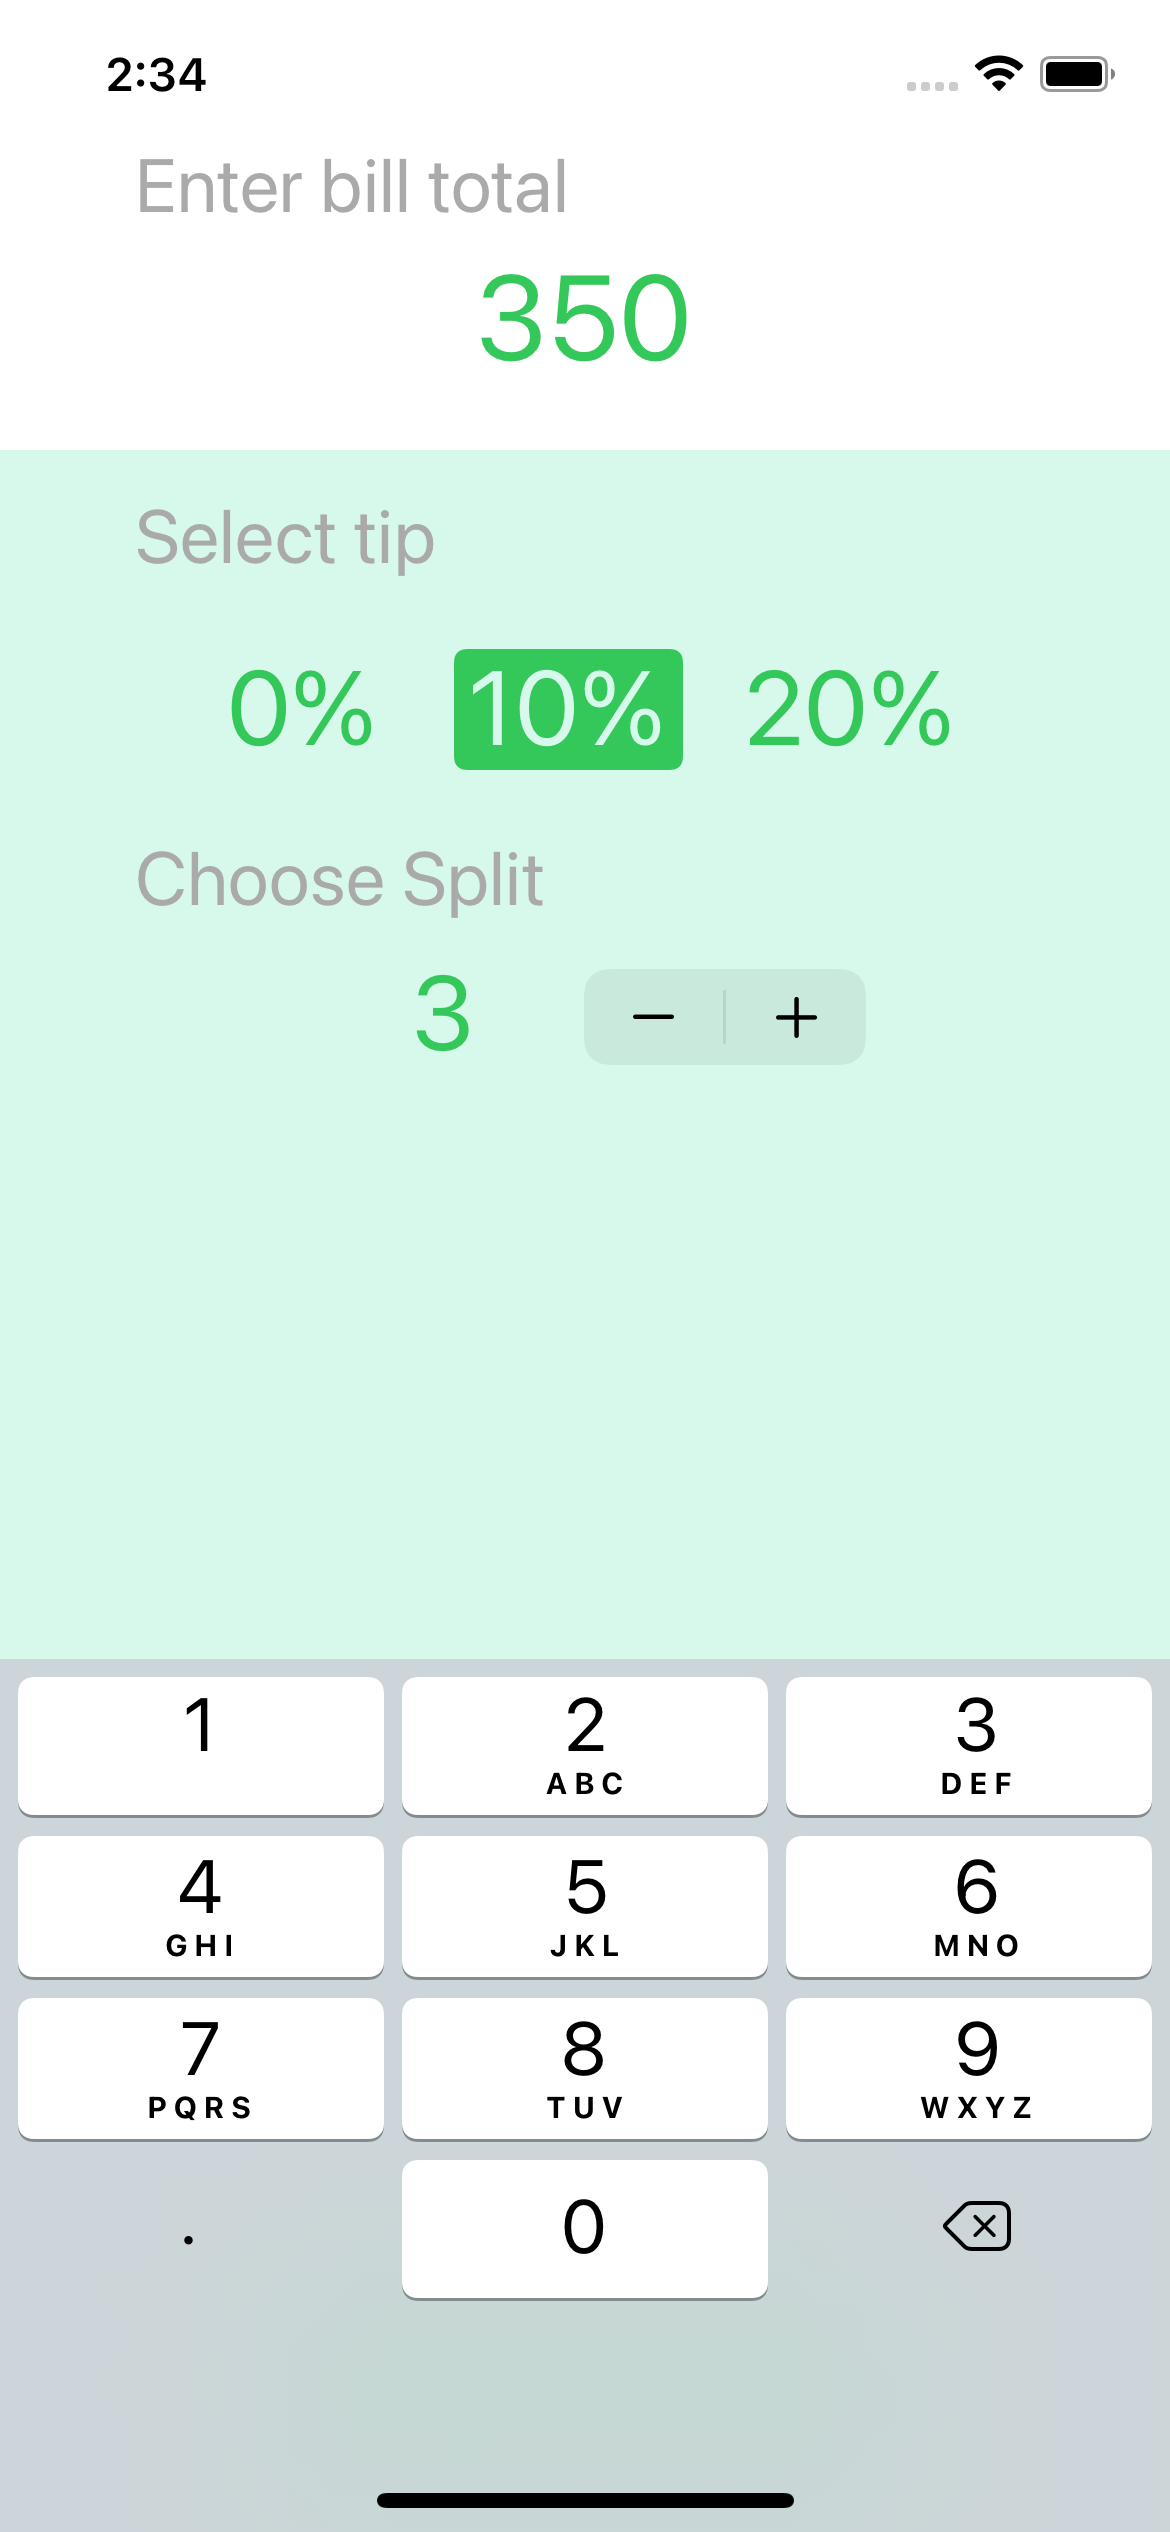 2:34
Enter bill total
350
Select tip
0% 10% 20%
Choose Split
3 − +
1 2 3
ABC DEF
4 5 6
GHI JKL MNO
7 8 9
PQRS TUV WXYZ
. 0